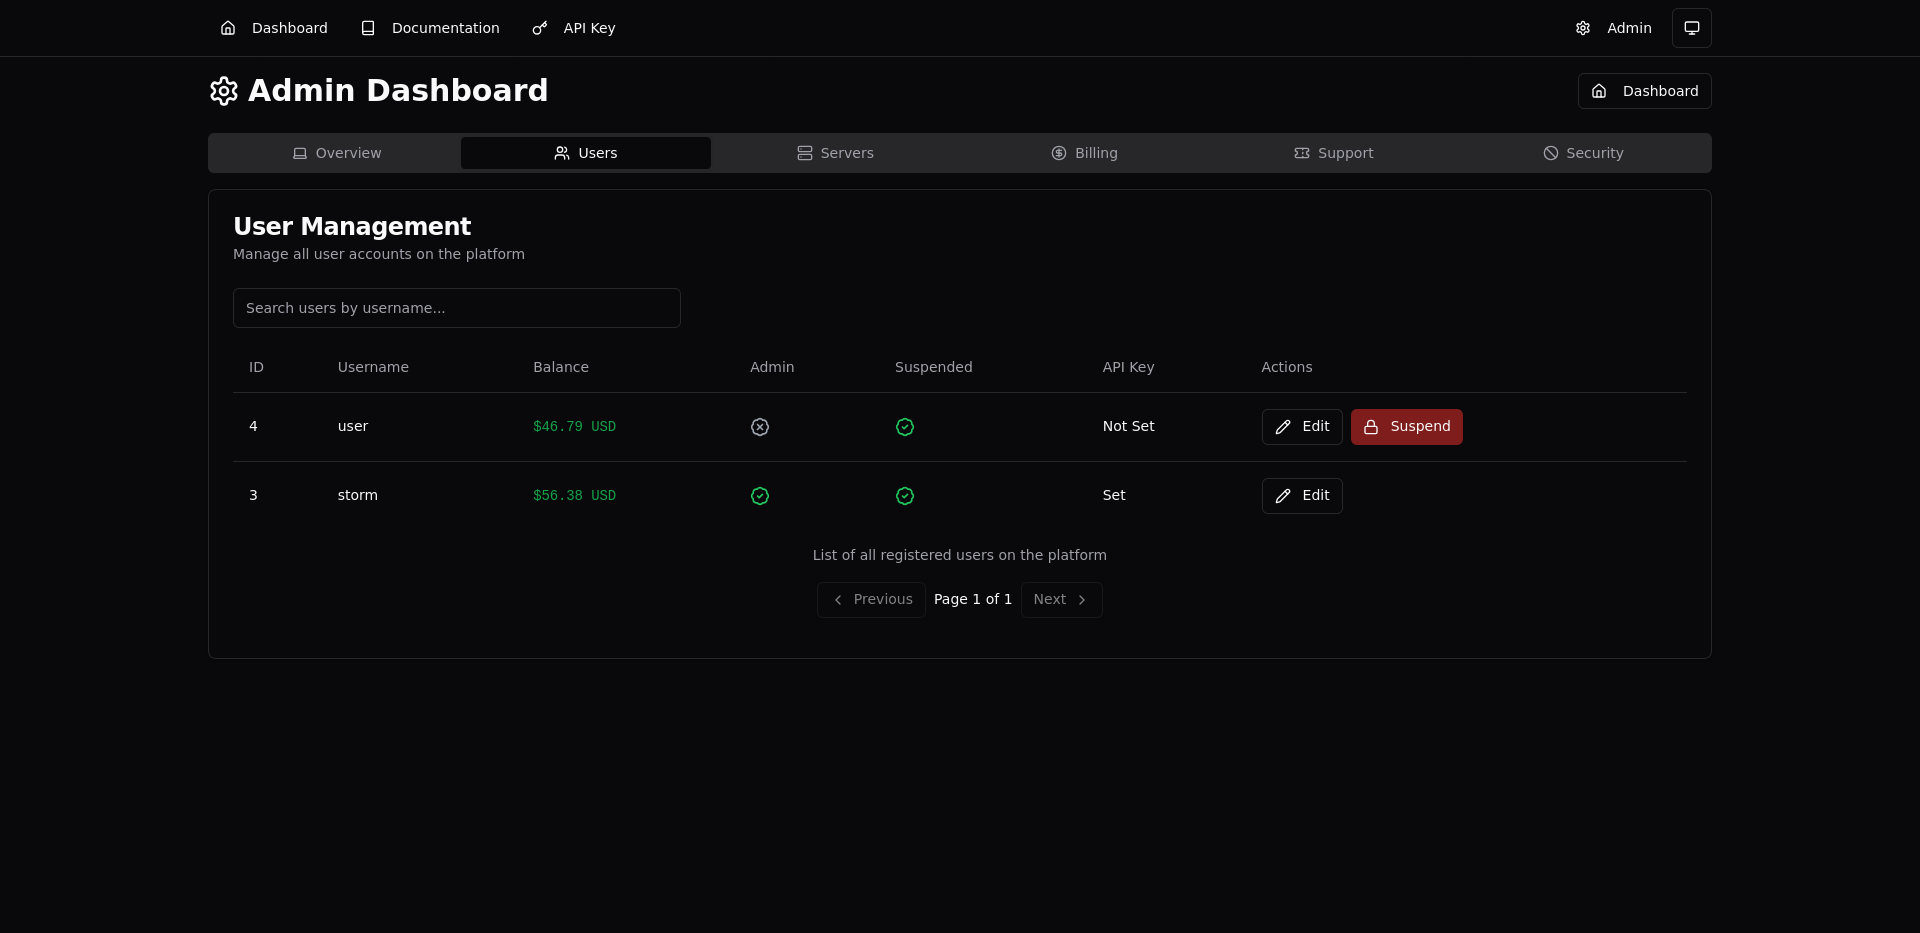 Dashboard Documentation API Key Admin
Admin Dashboard Dashboard
Overview Users Servers Billing Support Security
User Management
Manage all user accounts on the platform
Search users by username...
ID Username Balance Admin Suspended API Key Actions
4 user $46.79 USD Not Set Edit Suspend
3 storm $56.38 USD Set Edit
List of all registered users on the platform
Previous Page 1 of 1 Next